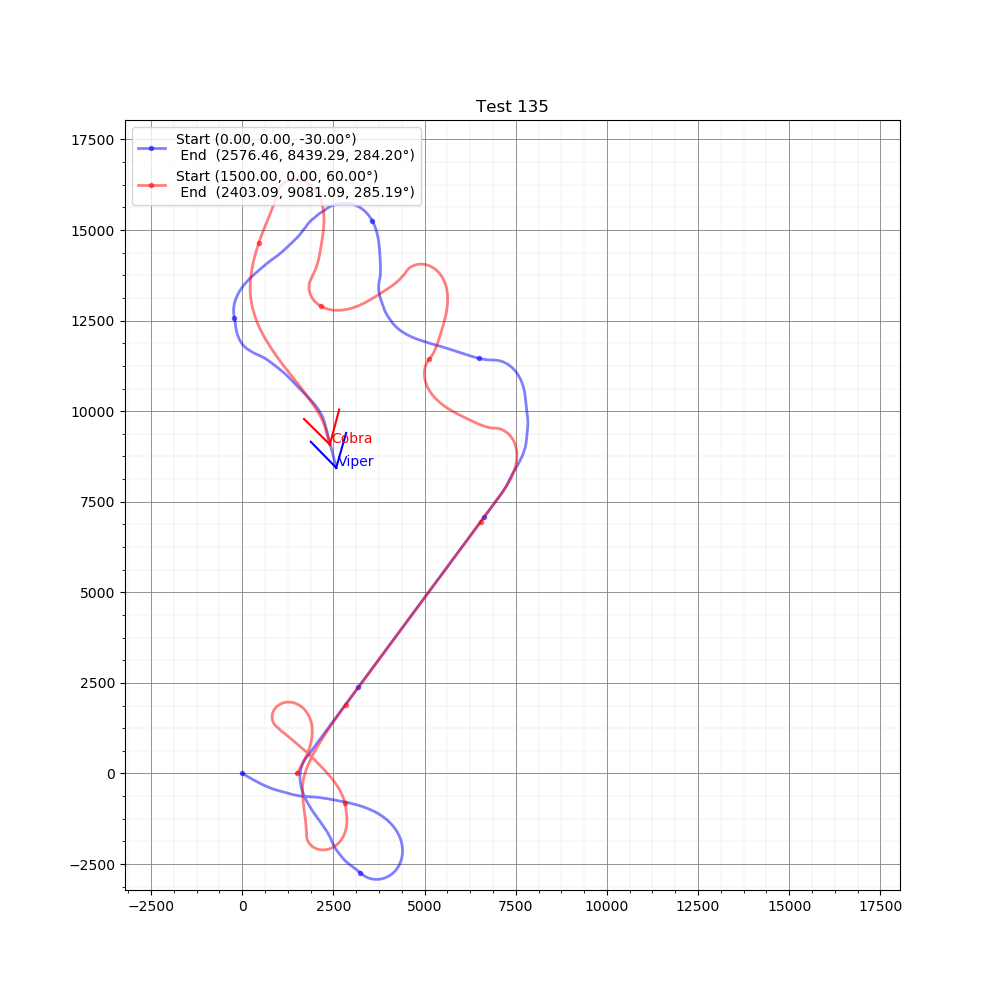 Test 135
Start (0.00, 0.00, -30.00°)
End  (2576.46, 8439.29, 284.20°)
Start (1500.00, 0.00, 60.00°)
End  (2403.09, 9081.09, 285.19°)
17500
15000
12500
10000
7500
5000
2500
0
−2500
Cobra
Viper
−2500 0 2500 5000 7500 10000 12500 15000 17500